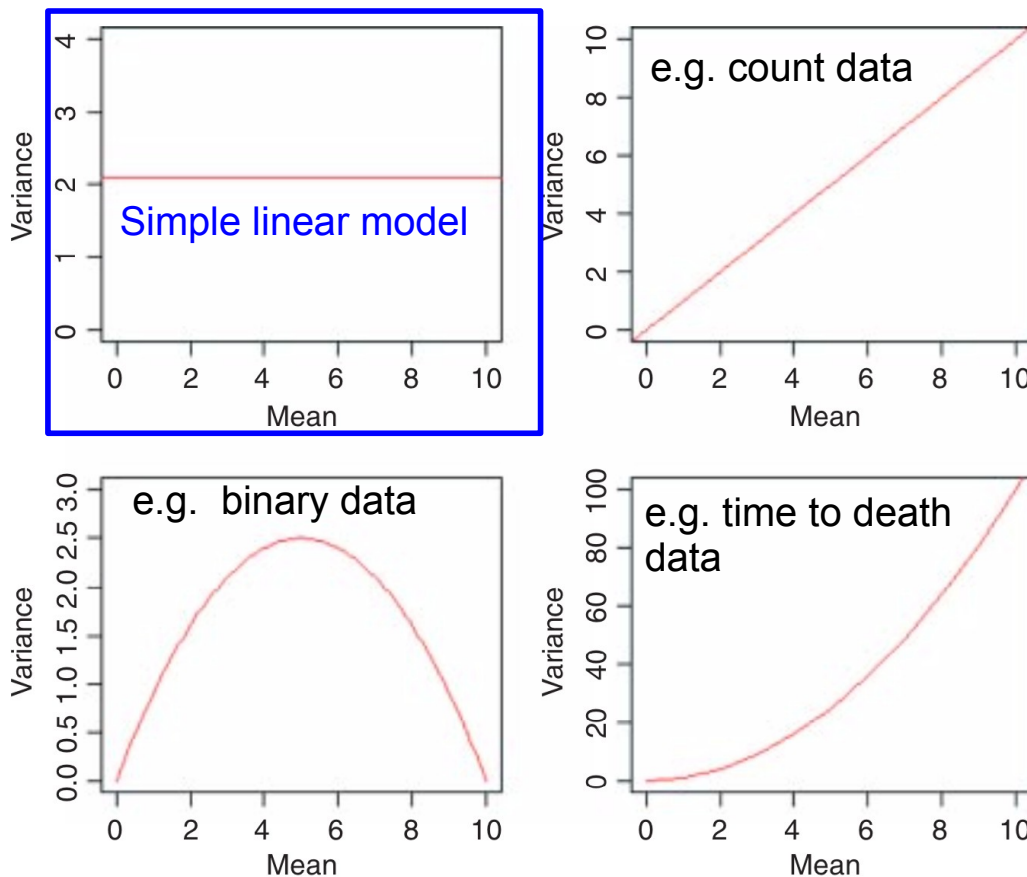 4
3
2
1
0
Variance
Simple linear model
0 2 4 6 8 10
Mean
10
8
6
4
2
0
Variance
e.g. count data
0 2 4 6 8 10
Mean
3.0
2.5
2.0
1.5
1.0
0.5
0.0
Variance
e.g. binary data
0 2 4 6 8 10
Mean
100
80
60
40
20
0
Variance
e.g. time to death
data
0 2 4 6 8 10
Mean